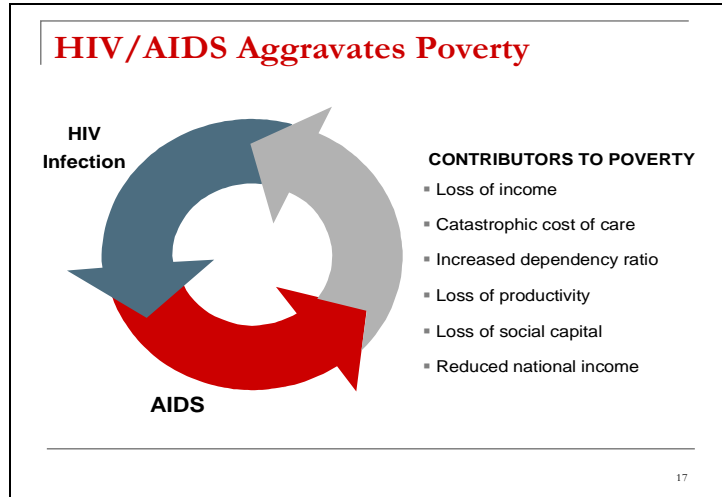 HIV/AIDS Aggravates Poverty
HIV
Infection
CONTRIBUTORS TO POVERTY
▪ Loss of income
▪ Catastrophic cost of care
▪ Increased dependency ratio
▪ Loss of productivity
▪ Loss of social capital
▪ Reduced national income
AIDS
17